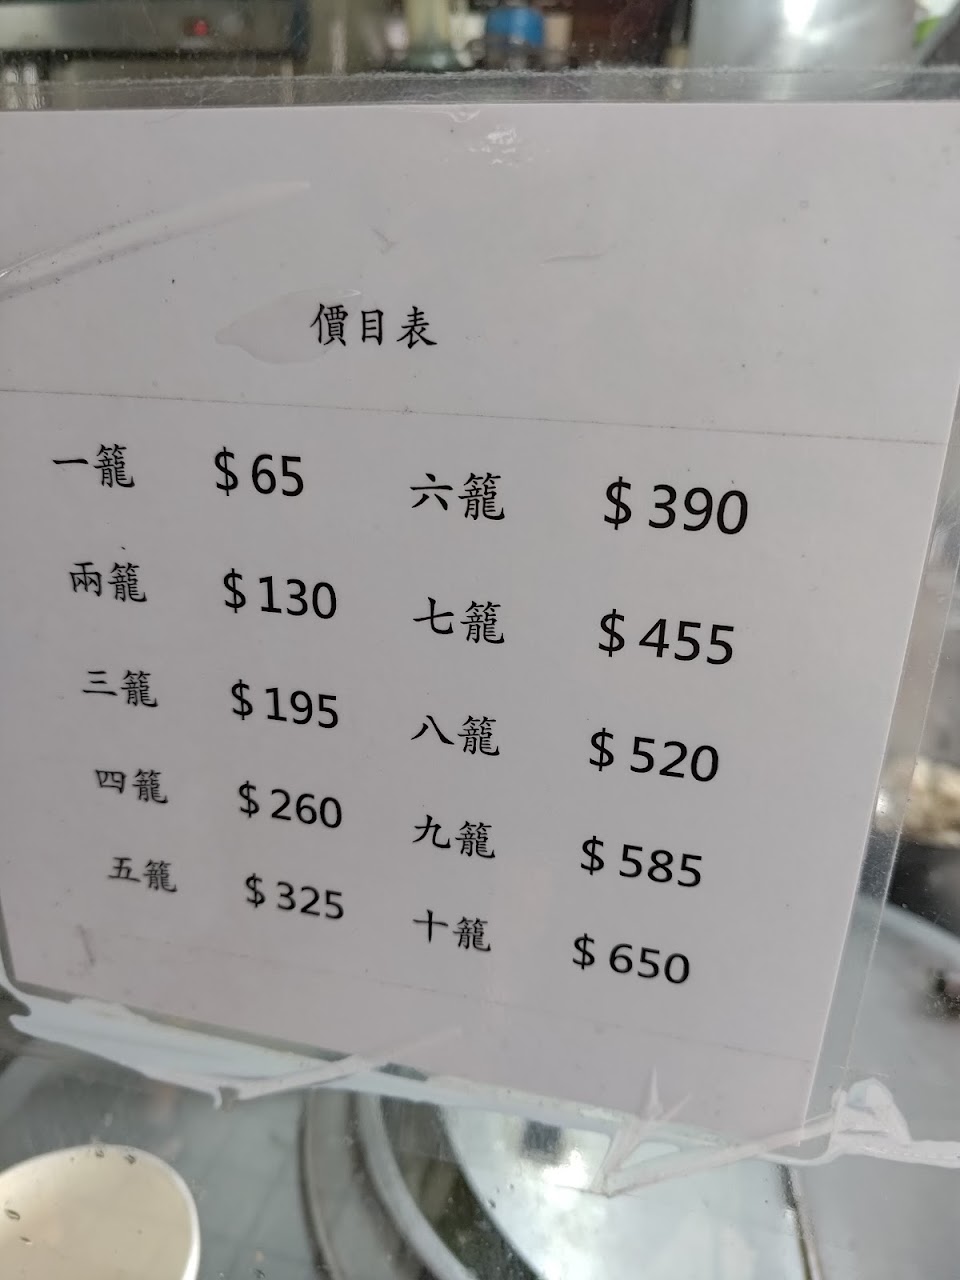 價目表
一籠 $65 六籠 $390
兩籠 $130 七籠 $455
三籠 $195 八籠 $520
四籠 $260 九籠 $585
五籠 $325 十籠 $650